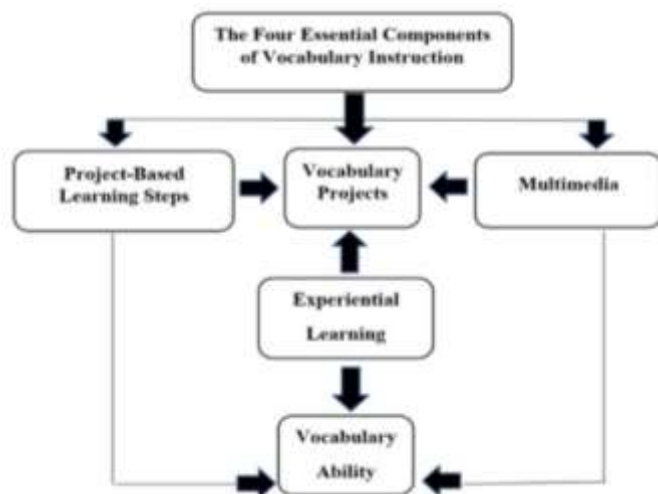 The Four Essential Components
of Vocabulary Instruction
Project-Based
Learning Steps
Vocabulary
Projects
Multimedia
Experiential
Learning
Vocabulary
Ability